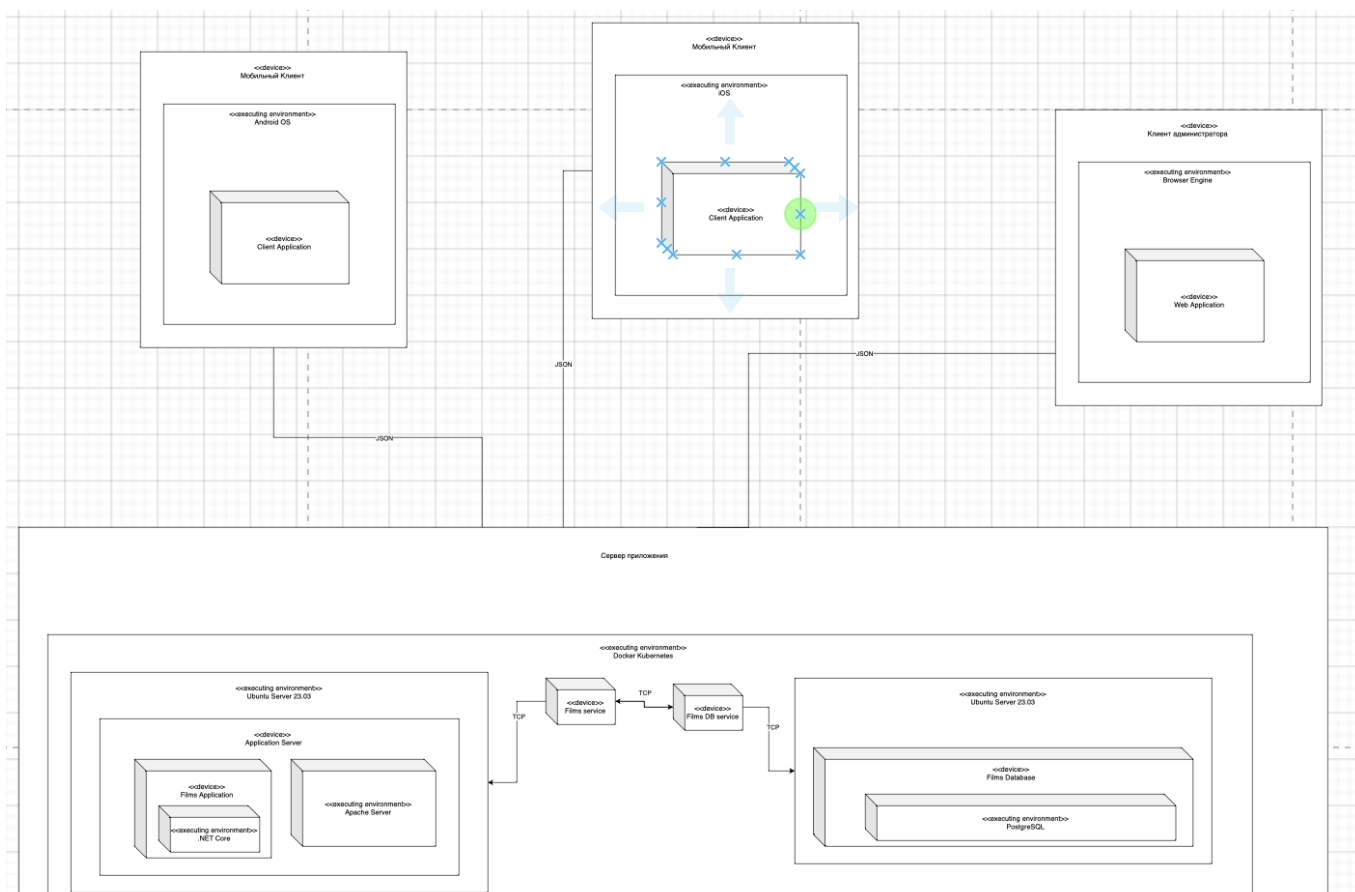 <<device>>
Мобильный Клиент
<<executing environment>>
Android OS
<<device>>
Client Application
<<device>>
Мобильный Клиент
<<executing environment>>
iOS
<<device>>
Client Application
<<device>>
Клиент администратора
<<executing environment>>
Browser Engine
<<device>>
Web Application
JSON
JSON
JSON
Сервер приложения
<<executing environment>>
Docker Kubernetes
<<executing environment>>
Ubuntu Server 23.03
<<device>>
Application Server
<<device>>
Films Application
<<executing environment>>
.NET Core
<<executing environment>>
Apache Server
TCP
<<device>>
Films service
TCP
<<device>>
Films DB service
TCP
<<executing environment>>
Ubuntu Server 23.03
<<device>>
Films Database
<<executing environment>>
PostgreSQL